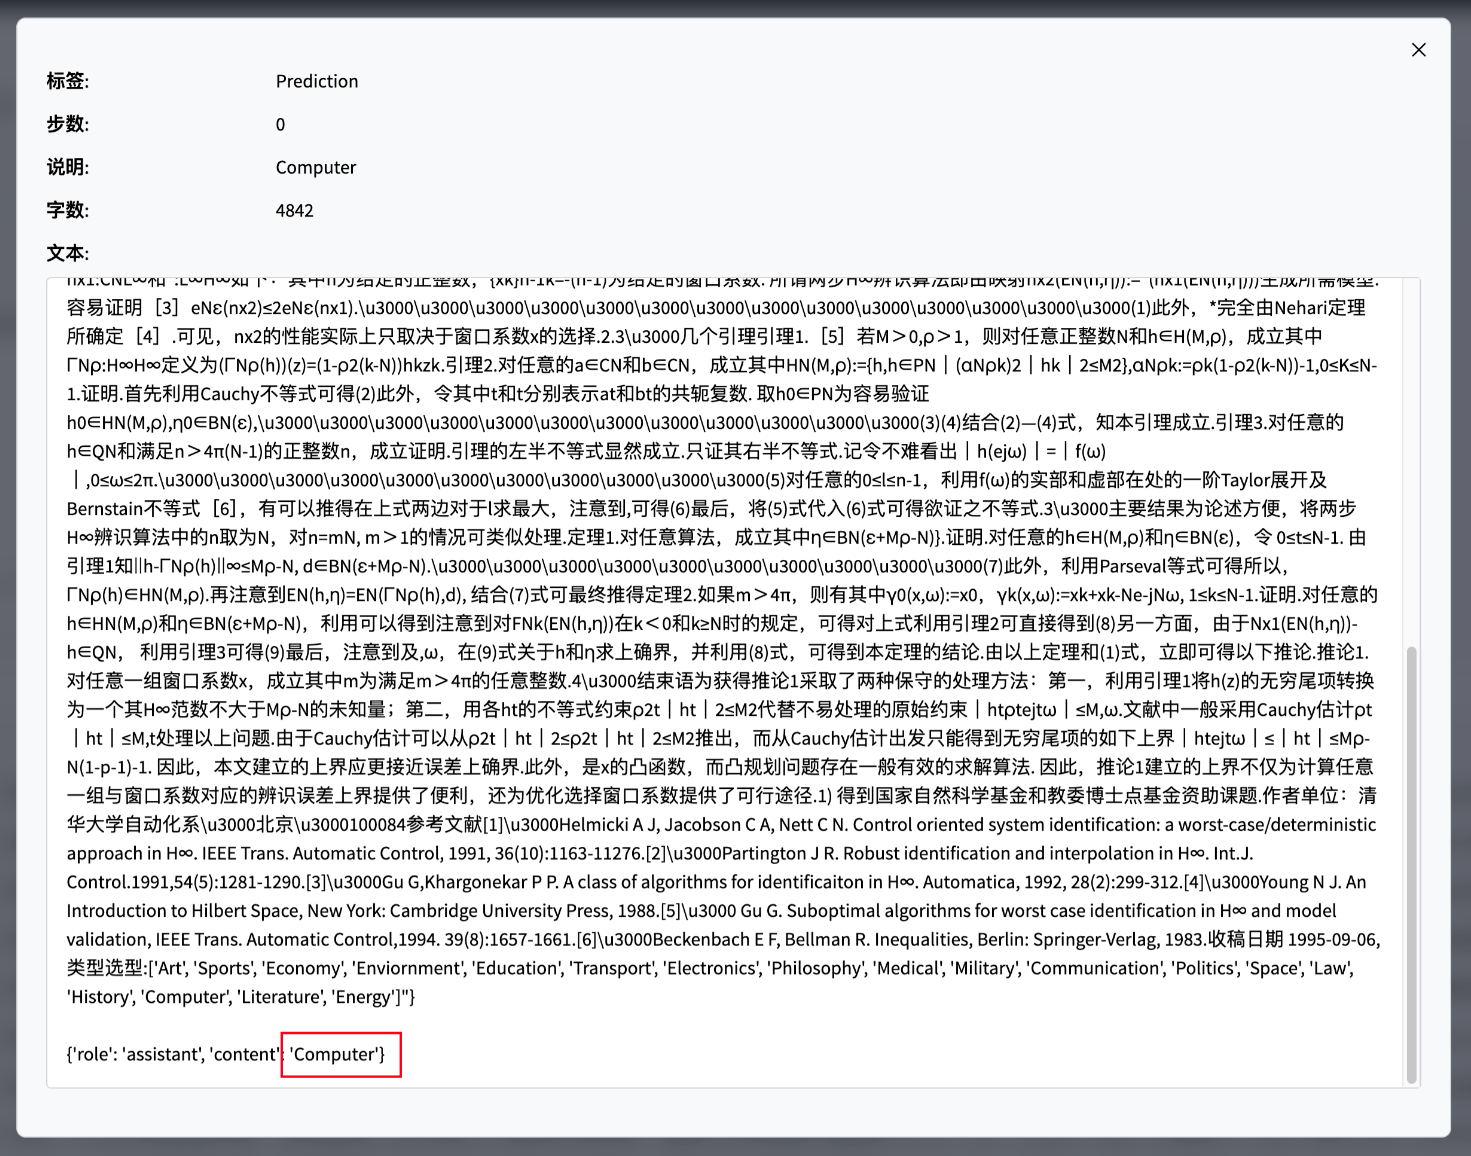 标签: Prediction
步数: 0
说明: Computer
字数: 4842
文本:
容易证明［3］eNε(nx2)≤2eNε(nx1).\u3000\u3000\u3000\u3000\u3000\u3000\u3000\u3000\u3000\u3000\u3000\u3000\u3000(1)此外，*完全由Nehari定理
所确定［4］.可见，nx2的性能实际上只取决于窗口系数x的选择.2.3\u3000几个引理引理1.［5］若M＞0,ρ＞1，则对任意正整数N和h∈H(M,ρ)，成立其中
ΓNρ:H∞H∞定义为(ΓNρ(h))(z)=(1-ρ2(k-N))hkzk.引理2.对任意的a∈CN和b∈CN，成立其中HN(M,ρ):={h,h∈PN｜(αNρk)2｜hk｜2≤M2},αNρk:=ρk(1-ρ2(k-N))-1,0≤K≤N-
1.证明.首先利用Cauchy不等式可得(2)此外，令其中t和t分别表示at和bt的共轭复数. 取h0∈PN为容易验证
h0∈HN(M,ρ),η0∈BN(ε),\u3000\u3000\u3000\u3000\u3000\u3000\u3000\u3000\u3000\u3000\u3000(3)(4)结合(2)—(4)式，知本引理成立.引理3.对任意的
h∈QN和满足n＞4π(N-1)的正整数n，成立证明.引理的左半不等式显然成立.只证其右半不等式.记令不难看出｜h(ejω)｜=｜f(ω)
｜,0≤ω≤2π.\u3000\u3000\u3000\u3000\u3000\u3000\u3000\u3000\u3000\u3000(5)对任意的0≤l≤n-1，利用f(ω)的实部和虚部在处的一阶Taylor展开及
Bernstain不等式［6］，有可以推得在上式两边对于l求最大，注意到,可得(6)最后，将(5)式代入(6)式可得欲证之不等式.3\u3000主要结果为论述方便，将两步
H∞辨识算法中的n取为N，对n=mN, m＞1的情况可类似处理.定理1.对任意算法，成立其中η∈BN(ε+Mρ-N)}.证明.对任意的h∈H(M,ρ)和η∈BN(ε)，令 0≤t≤N-1. 由
引理1知‖h-ΓNρ(h)‖∞≤Mρ-N, d∈BN(ε+Mρ-N).\u3000\u3000\u3000\u3000\u3000\u3000\u3000\u3000\u3000\u3000(7)此外，利用Parseval等式可得所以，
ΓNρ(h)∈HN(M,ρ).再注意到EN(h,η)=EN(ΓNρ(h),d), 结合(7)式可最终推得定理2.如果m＞4π，则有其中γ0(x,ω):=x0，γk(x,ω):=xk+xk-Ne-jNω, 1≤k≤N-1.证明.对任意的
h∈HN(M,ρ)和η∈BN(ε+Mρ-N)，利用可以得到注意到对FNk(EN(h,η))在k＜0和k≥N时的规定，可得对上式利用引理2可直接得到(8)另一方面，由于Nx1(EN(h,η))-
h∈QN， 利用引理3可得(9)最后，注意到及,ω，在(9)式关于h和η求上确界，并利用(8)式，可得到本定理的结论.由以上定理和(1)式，立即可得以下推论.推论1.
对任意一组窗口系数x，成立其中m为满足m＞4π的任意整数.4\u3000结束语为获得推论1采取了两种保守的处理方法：第一，利用引理1将h(z)的无穷尾项转换
为一个其H∞范数不大于Mρ-N的未知量；第二，用各ht的不等式约束ρ2t｜ht｜2≤M2代替不易处理的原始约束｜htρtejtω｜≤M,ω.文献中一般采用Cauchy估计ρt
｜ht｜≤M,t处理以上问题.由于Cauchy估计可以从ρ2t｜ht｜2≤ρ2t｜ht｜2≤M2推出，而从Cauchy估计出发只能得到无穷尾项的如下上界｜htejtω｜≤｜ht｜≤Mρ-
N(1-p-1)-1. 因此，本文建立的上界应更接近误差上确界.此外，是x的凸函数，而凸规划问题存在一般有效的求解算法. 因此，推论1建立的上界不仅为计算任意
一组与窗口系数对应的辨识误差上界提供了便利，还为优化选择窗口系数提供了可行途径.1) 得到国家自然科学基金和教委博士点基金资助课题.作者单位：清
华大学自动化系\u3000北京\u3000100084参考文献[1]\u3000Helmicki A J, Jacobson C A, Nett C N. Control oriented system identification: a worst-case/deterministic
approach in H∞. IEEE Trans. Automatic Control, 1991, 36(10):1163-11276.[2]\u3000Partington J R. Robust identification and interpolation in H∞. Int.J.
Control.1991,54(5):1281-1290.[3]\u3000Gu G,Khargonekar P P. A class of algorithms for identificaiton in H∞. Automatica, 1992, 28(2):299-312.[4]\u3000Young N J. An
Introduction to Hilbert Space, New York: Cambridge University Press, 1988.[5]\u3000 Gu G. Suboptimal algorithms for worst case identification in H∞ and model
validation, IEEE Trans. Automatic Control,1994. 39(8):1657-1661.[6]\u3000Beckenbach E F, Bellman R. Inequalities, Berlin: Springer-Verlag, 1983.收稿日期 1995-09-06,
类型选型:['Art', 'Sports', 'Economy', 'Enviornment', 'Education', 'Transport', 'Electronics', 'Philosophy', 'Medical', 'Military', 'Communication', 'Politics', 'Space', 'Law',
'History', 'Computer', 'Literature', 'Energy']"}
{'role': 'assistant', 'content': 'Computer'}